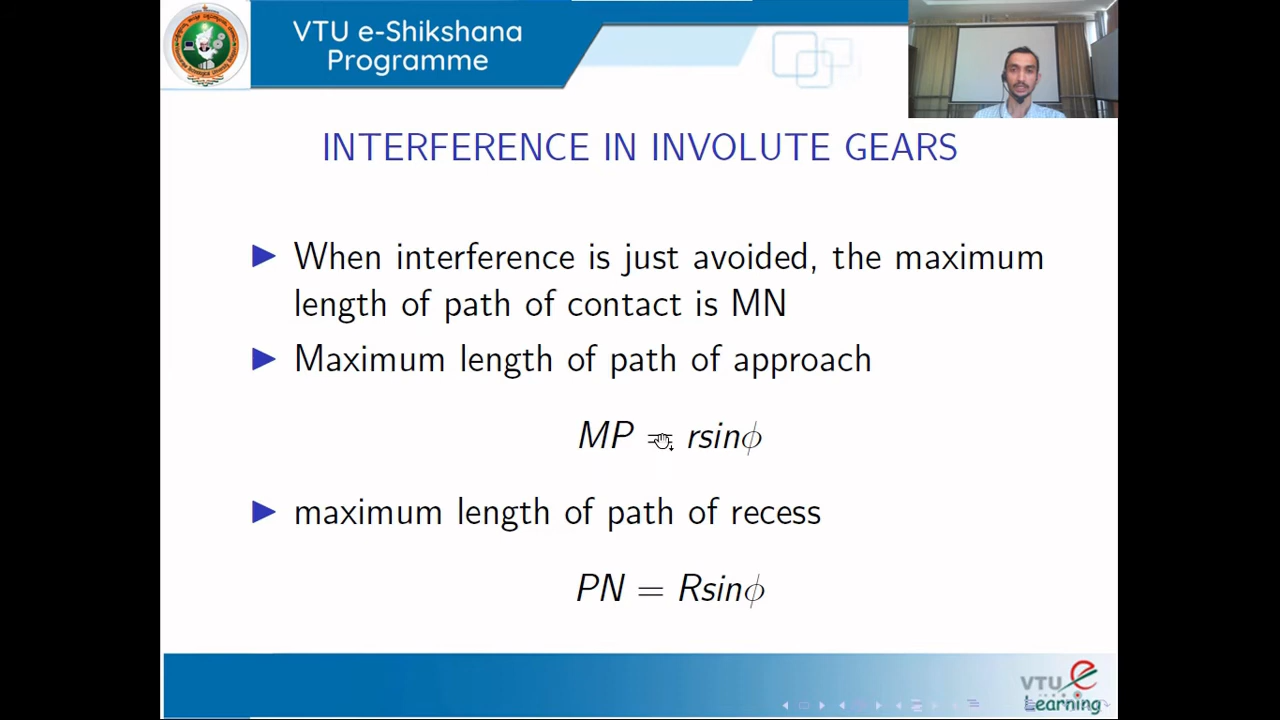 VTU e-Shikshana
Programme
INTERFERENCE IN INVOLUTE GEARS
When interference is just avoided, the maximum
length of path of contact is MN
Maximum length of path of approach
MP = rsinϕ
maximum length of path of recess
PN = Rsinϕ
VTU e
learning